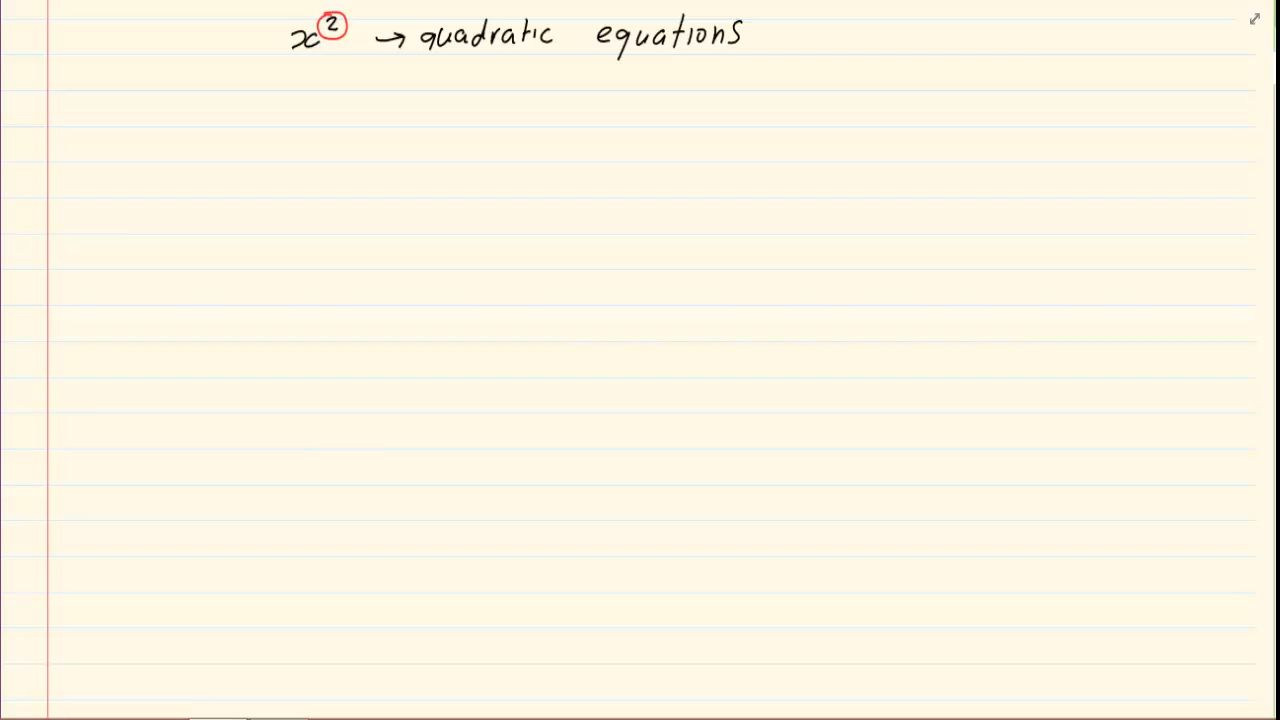 x² → quadratic equations